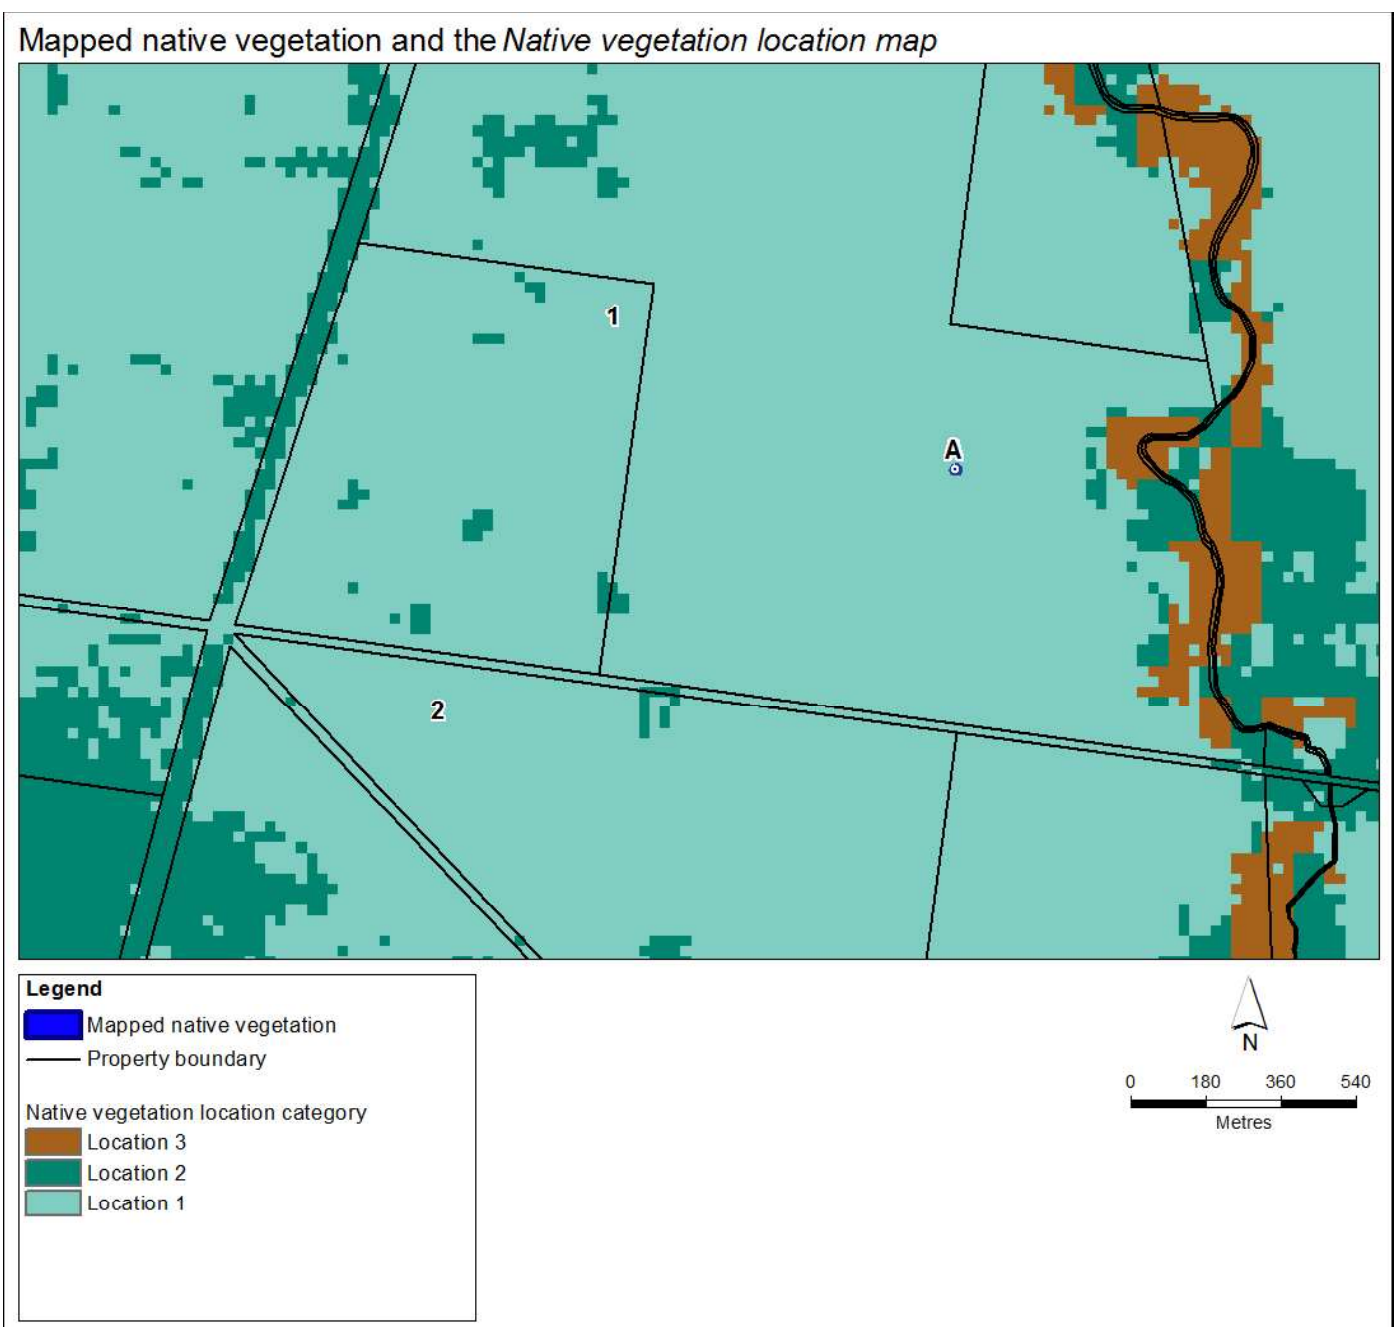 Mapped native vegetation and the Native vegetation location map
1
A
2
Legend
Mapped native vegetation
Property boundary
Native vegetation location category
Location 3
Location 2
Location 1
N
0 180 360 540
Metres